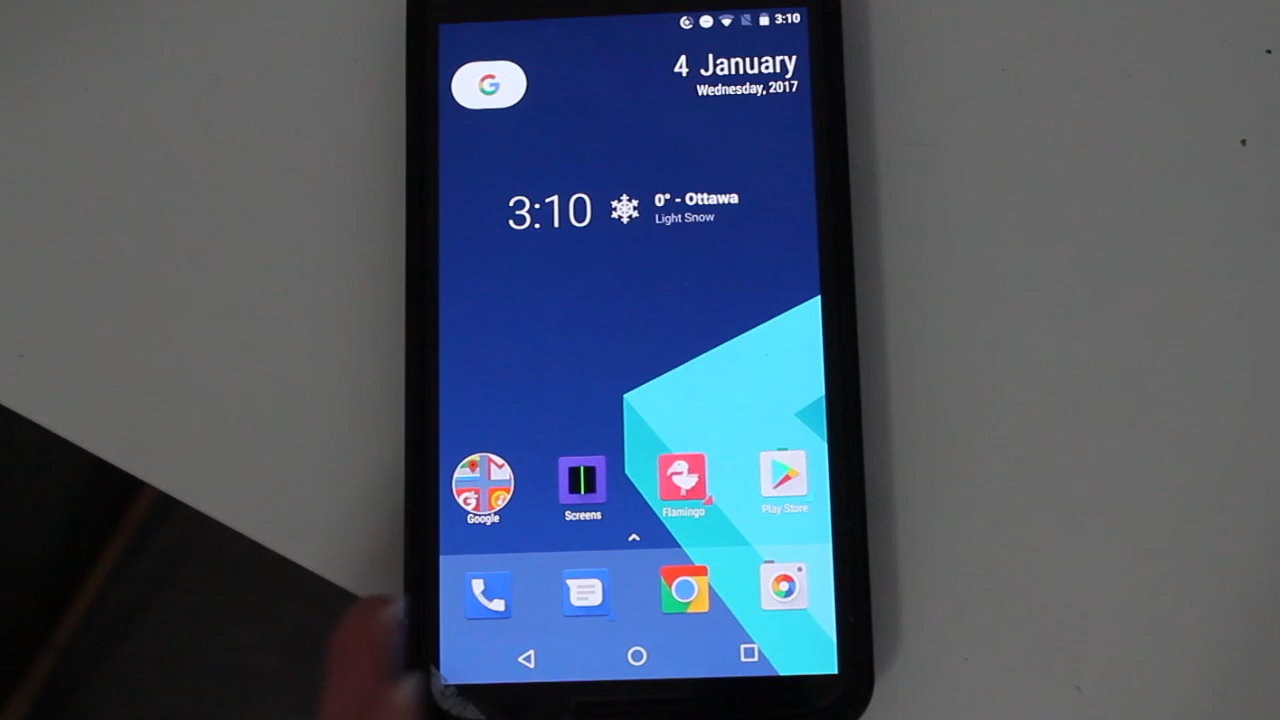 3:10
G
4 January
Wednesday, 2017
3:10
0° - Ottawa
Light Snow
Google
Screens
Flamingo
Play Store